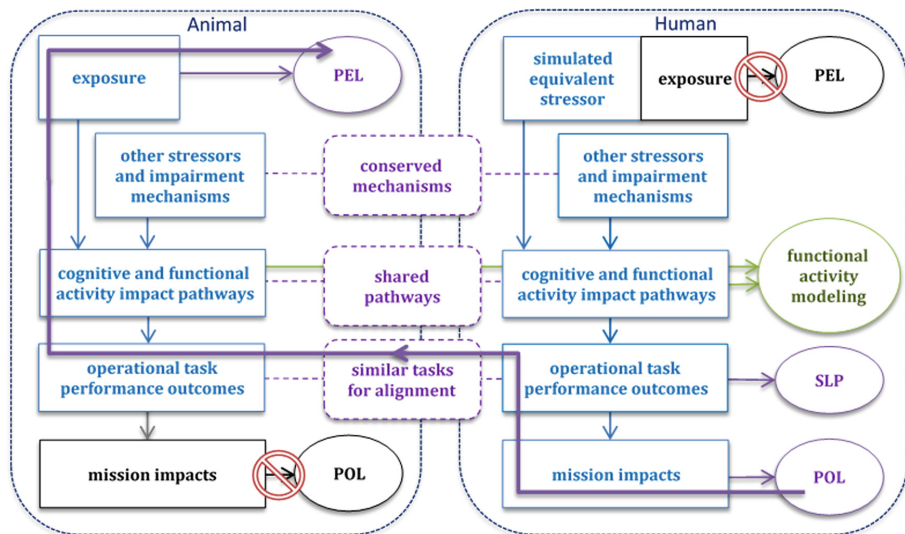 Animal
Human
exposure
PEL
simulated
equivalent
stressor
exposure
PEL
other stressors
and impairment
mechanisms
conserved
mechanisms
other stressors
and impairment
mechanisms
cognitive and functional
activity impact pathways
shared
pathways
cognitive and functional
activity impact pathways
functional
activity
modeling
operational task
performance outcomes
similar tasks
for alignment
operational task
performance outcomes
SLP
mission impacts
POL
mission impacts
POL